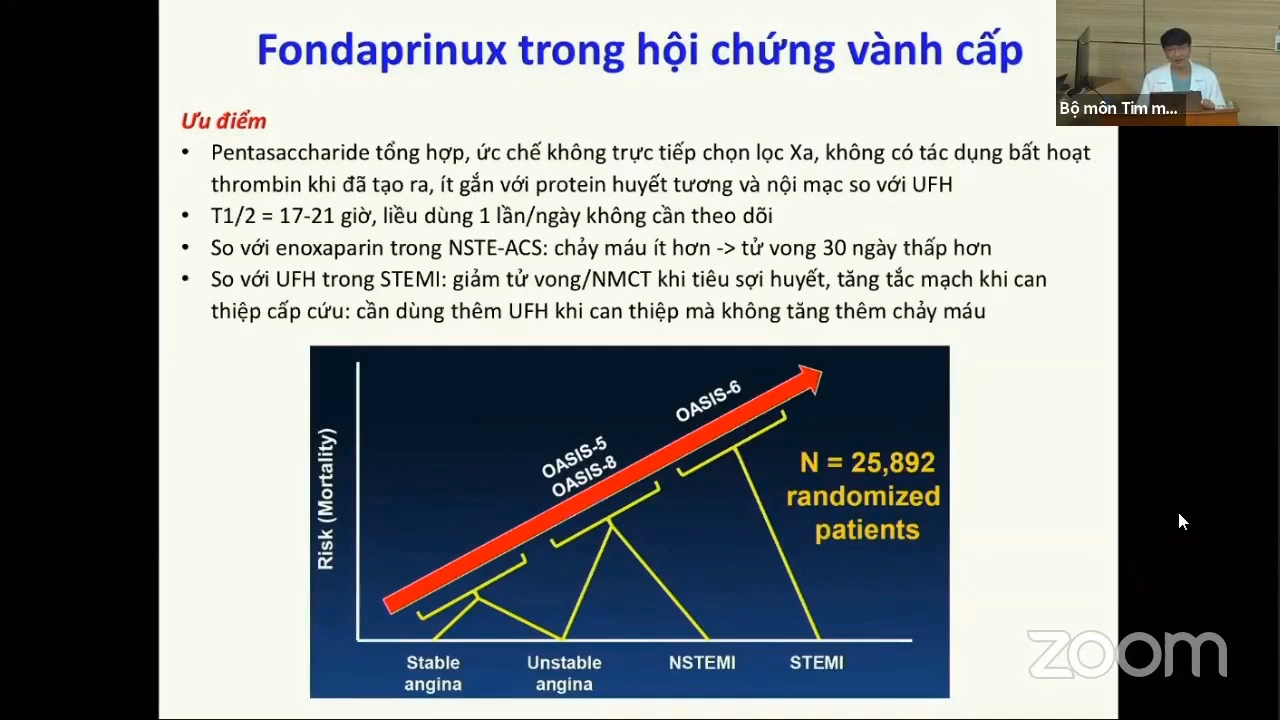 Fondaprinux trong hội chứng vành cấp
Bộ môn Tim m...
Ưu điểm
• Pentasaccharide tổng hợp, ức chế không trực tiếp chọn lọc Xa, không có tác dụng bất hoạt
thrombin khi đã tạo ra, ít gắn với protein huyết tương và nội mạc so với UFH
• T1/2 = 17-21 giờ, liều dùng 1 lần/ngày không cần theo dõi
• So với enoxaparin trong NSTE-ACS: chảy máu ít hơn -> tử vong 30 ngày thấp hơn
• So với UFH trong STEMI: giảm tử vong/NMCT khi tiêu sợi huyết, tăng tắc mạch khi can
thiệp cấp cứu: cần dùng thêm UFH khi can thiệp mà không tăng thêm chảy máu
Risk (Mortality)
OASIS-5
OASIS-8
OASIS-6
N = 25,892
randomized
patients
Stable
angina
Unstable
angina
NSTEMI
STEMI
zoom